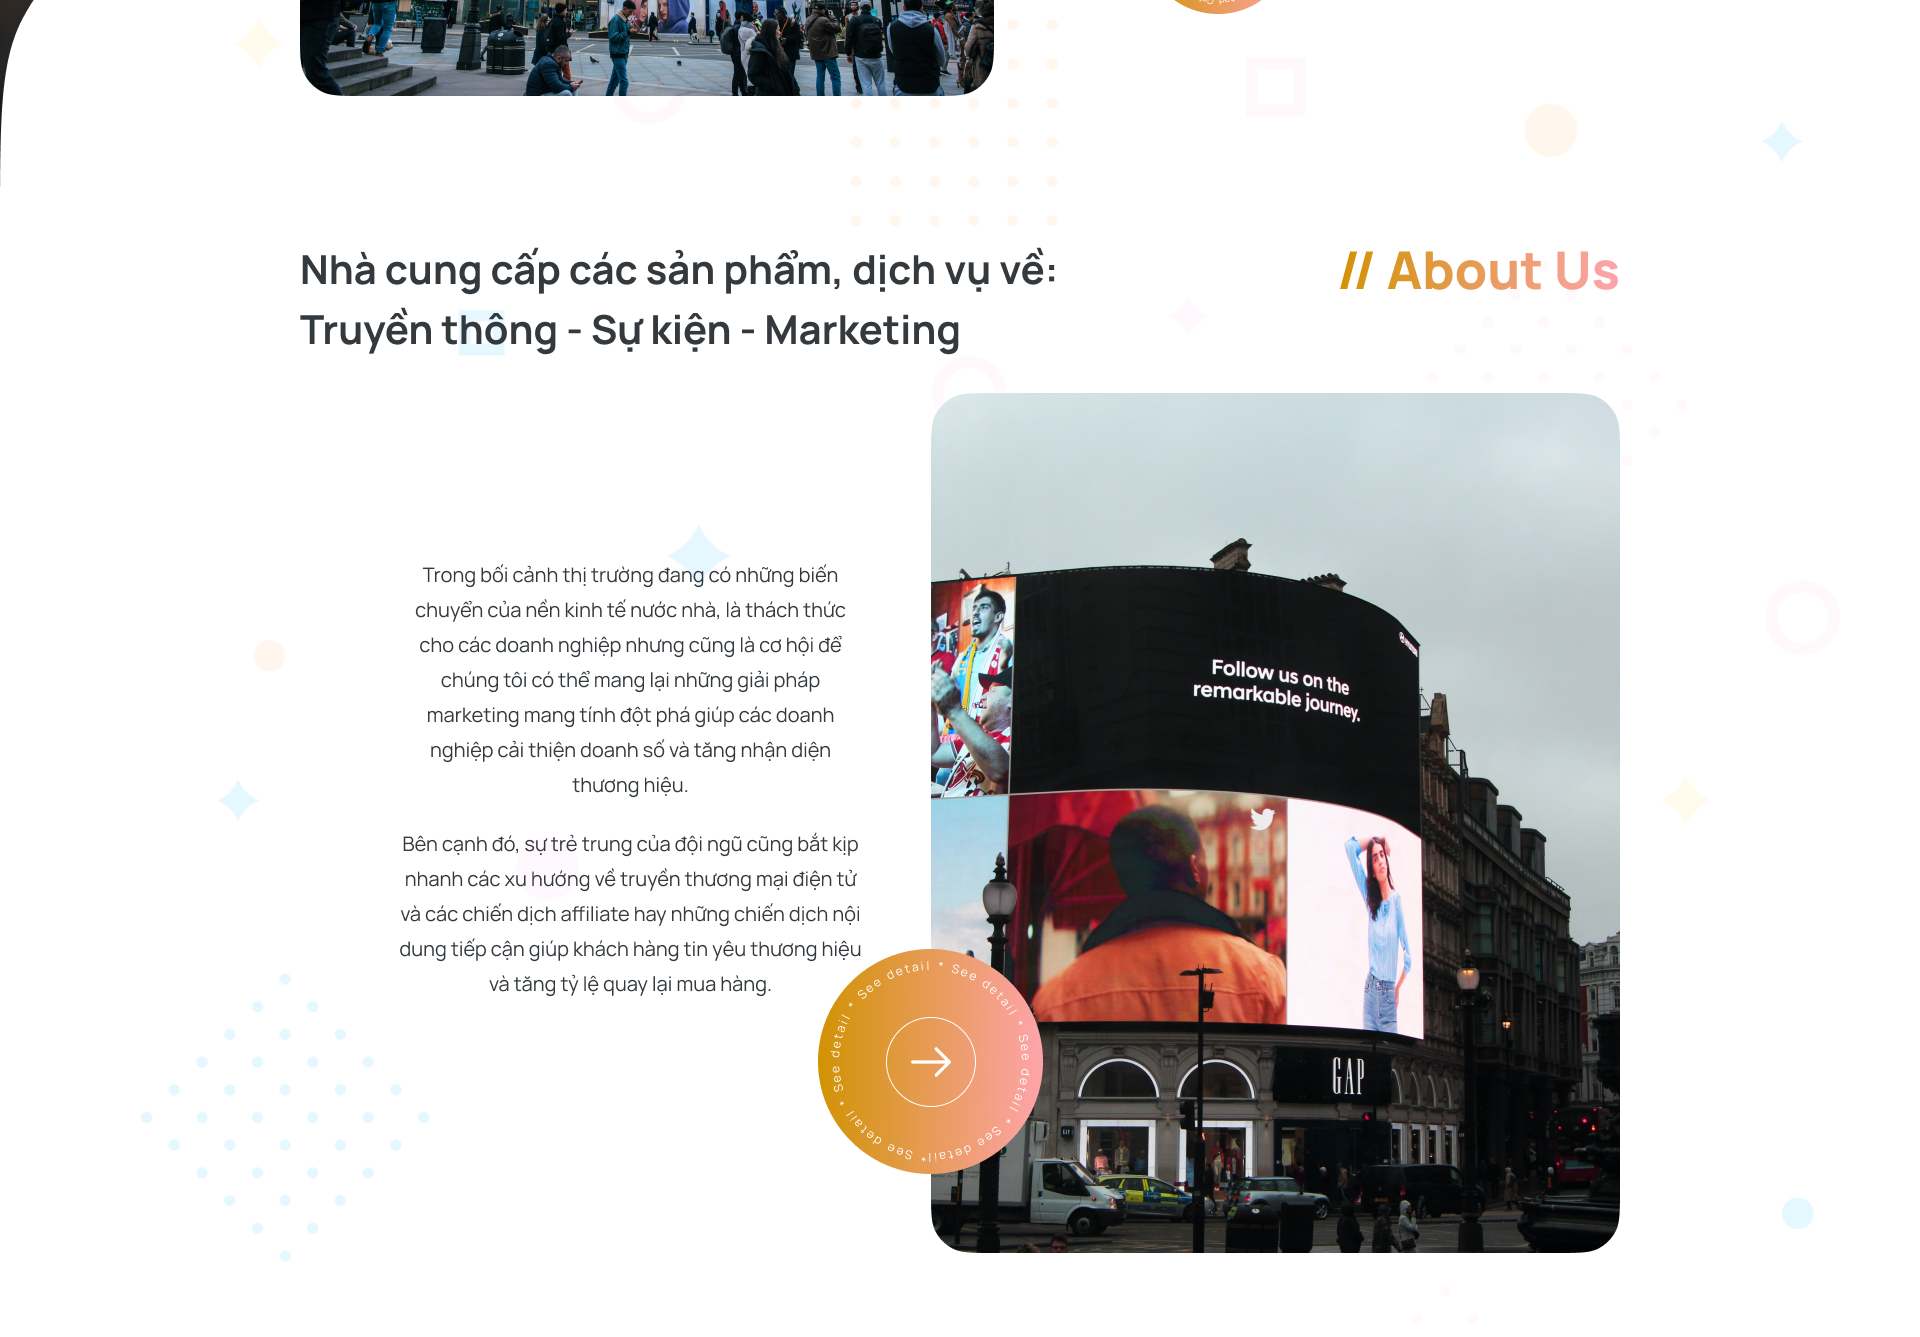 Nhà cung cấp các sản phẩm, dịch vụ về:
Truyền thông - Sự kiện - Marketing
// About Us
Trong bối cảnh thị trường đang có những biến
chuyển của nền kinh tế nước nhà, là thách thức
cho các doanh nghiệp nhưng cũng là cơ hội để
chúng tôi có thể mang lại những giải pháp
marketing mang tính đột phá giúp các doanh
nghiệp cải thiện doanh số và tăng nhận diện
thương hiệu.
Bên cạnh đó, sự trẻ trung của đội ngũ cũng bắt kịp
nhanh các xu hướng về truyền thương mại điện tử
và các chiến dịch affiliate hay những chiến dịch nội
dung tiếp cận giúp khách hàng tin yêu thương hiệu
và tăng tỷ lệ quay lại mua hàng.
See detail * See detail * See detail * See detail * See detail * See detail *
Follow us on the
remarkable journey.
GAP